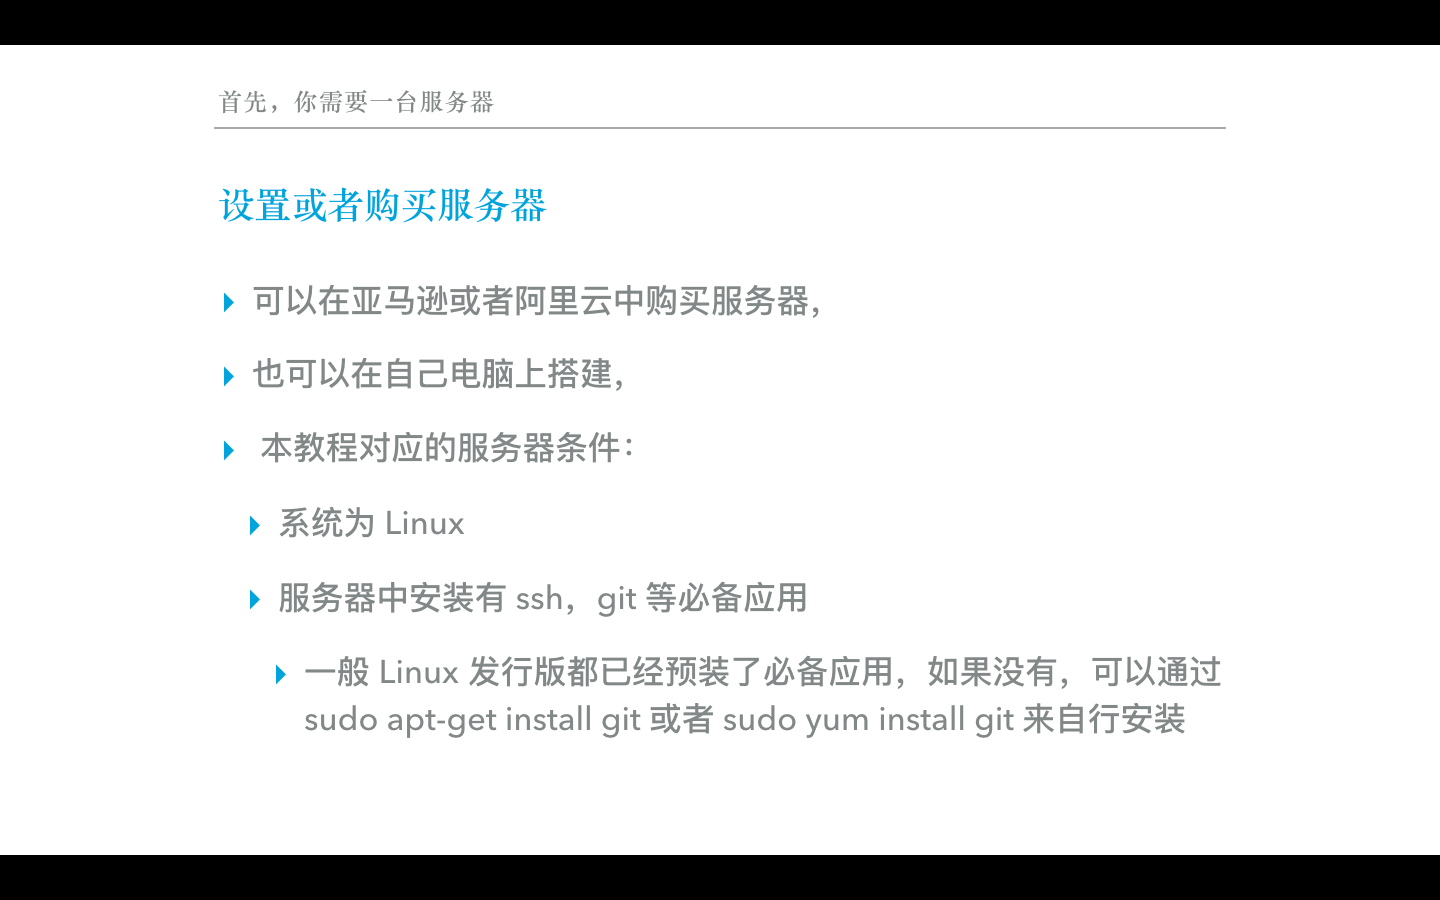 首先，你需要一台服务器
设置或者购买服务器
可以在亚马逊或者阿里云中购买服务器，
也可以在自己电脑上搭建，
本教程对应的服务器条件：
系统为 Linux
服务器中安装有 ssh，git 等必备应用
一般 Linux 发行版都已经预装了必备应用，如果没有，可以通过
sudo apt-get install git 或者 sudo yum install git 来自行安装